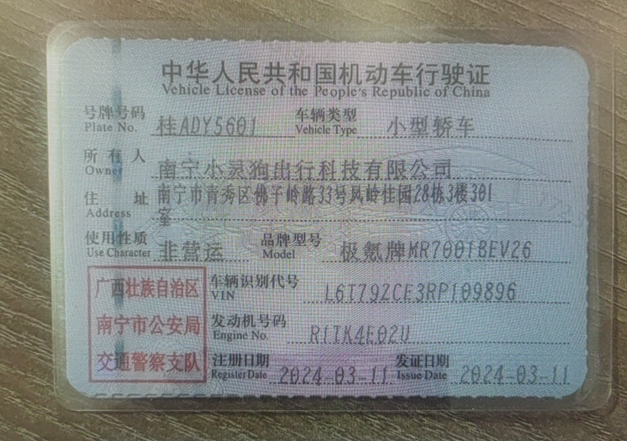 中华人民共和国机动车行驶证
Vehicle License of the People's Republic of China
号牌号码 桂ADY5601 车辆类型 小型轿车
Plate No. Vehicle Type
所有人 南宁小灵狗出行科技有限公司
Owner
住址 南宁市青秀区佛子岭路33号凤岭佳园28栋3楼301
Address 室
使用性质 非营运 品牌型号 极氪牌MR7001BEV26
Use Character Model
广西壮族自治区 车辆识别代号 L6T79ZCE3RP109896
VIN
南宁市公安局 发动机号码 R1TK4E02U
Engine No.
交通警察支队 注册日期 2024-03-11 发证日期 2024-03-11
Register Date Issue Date